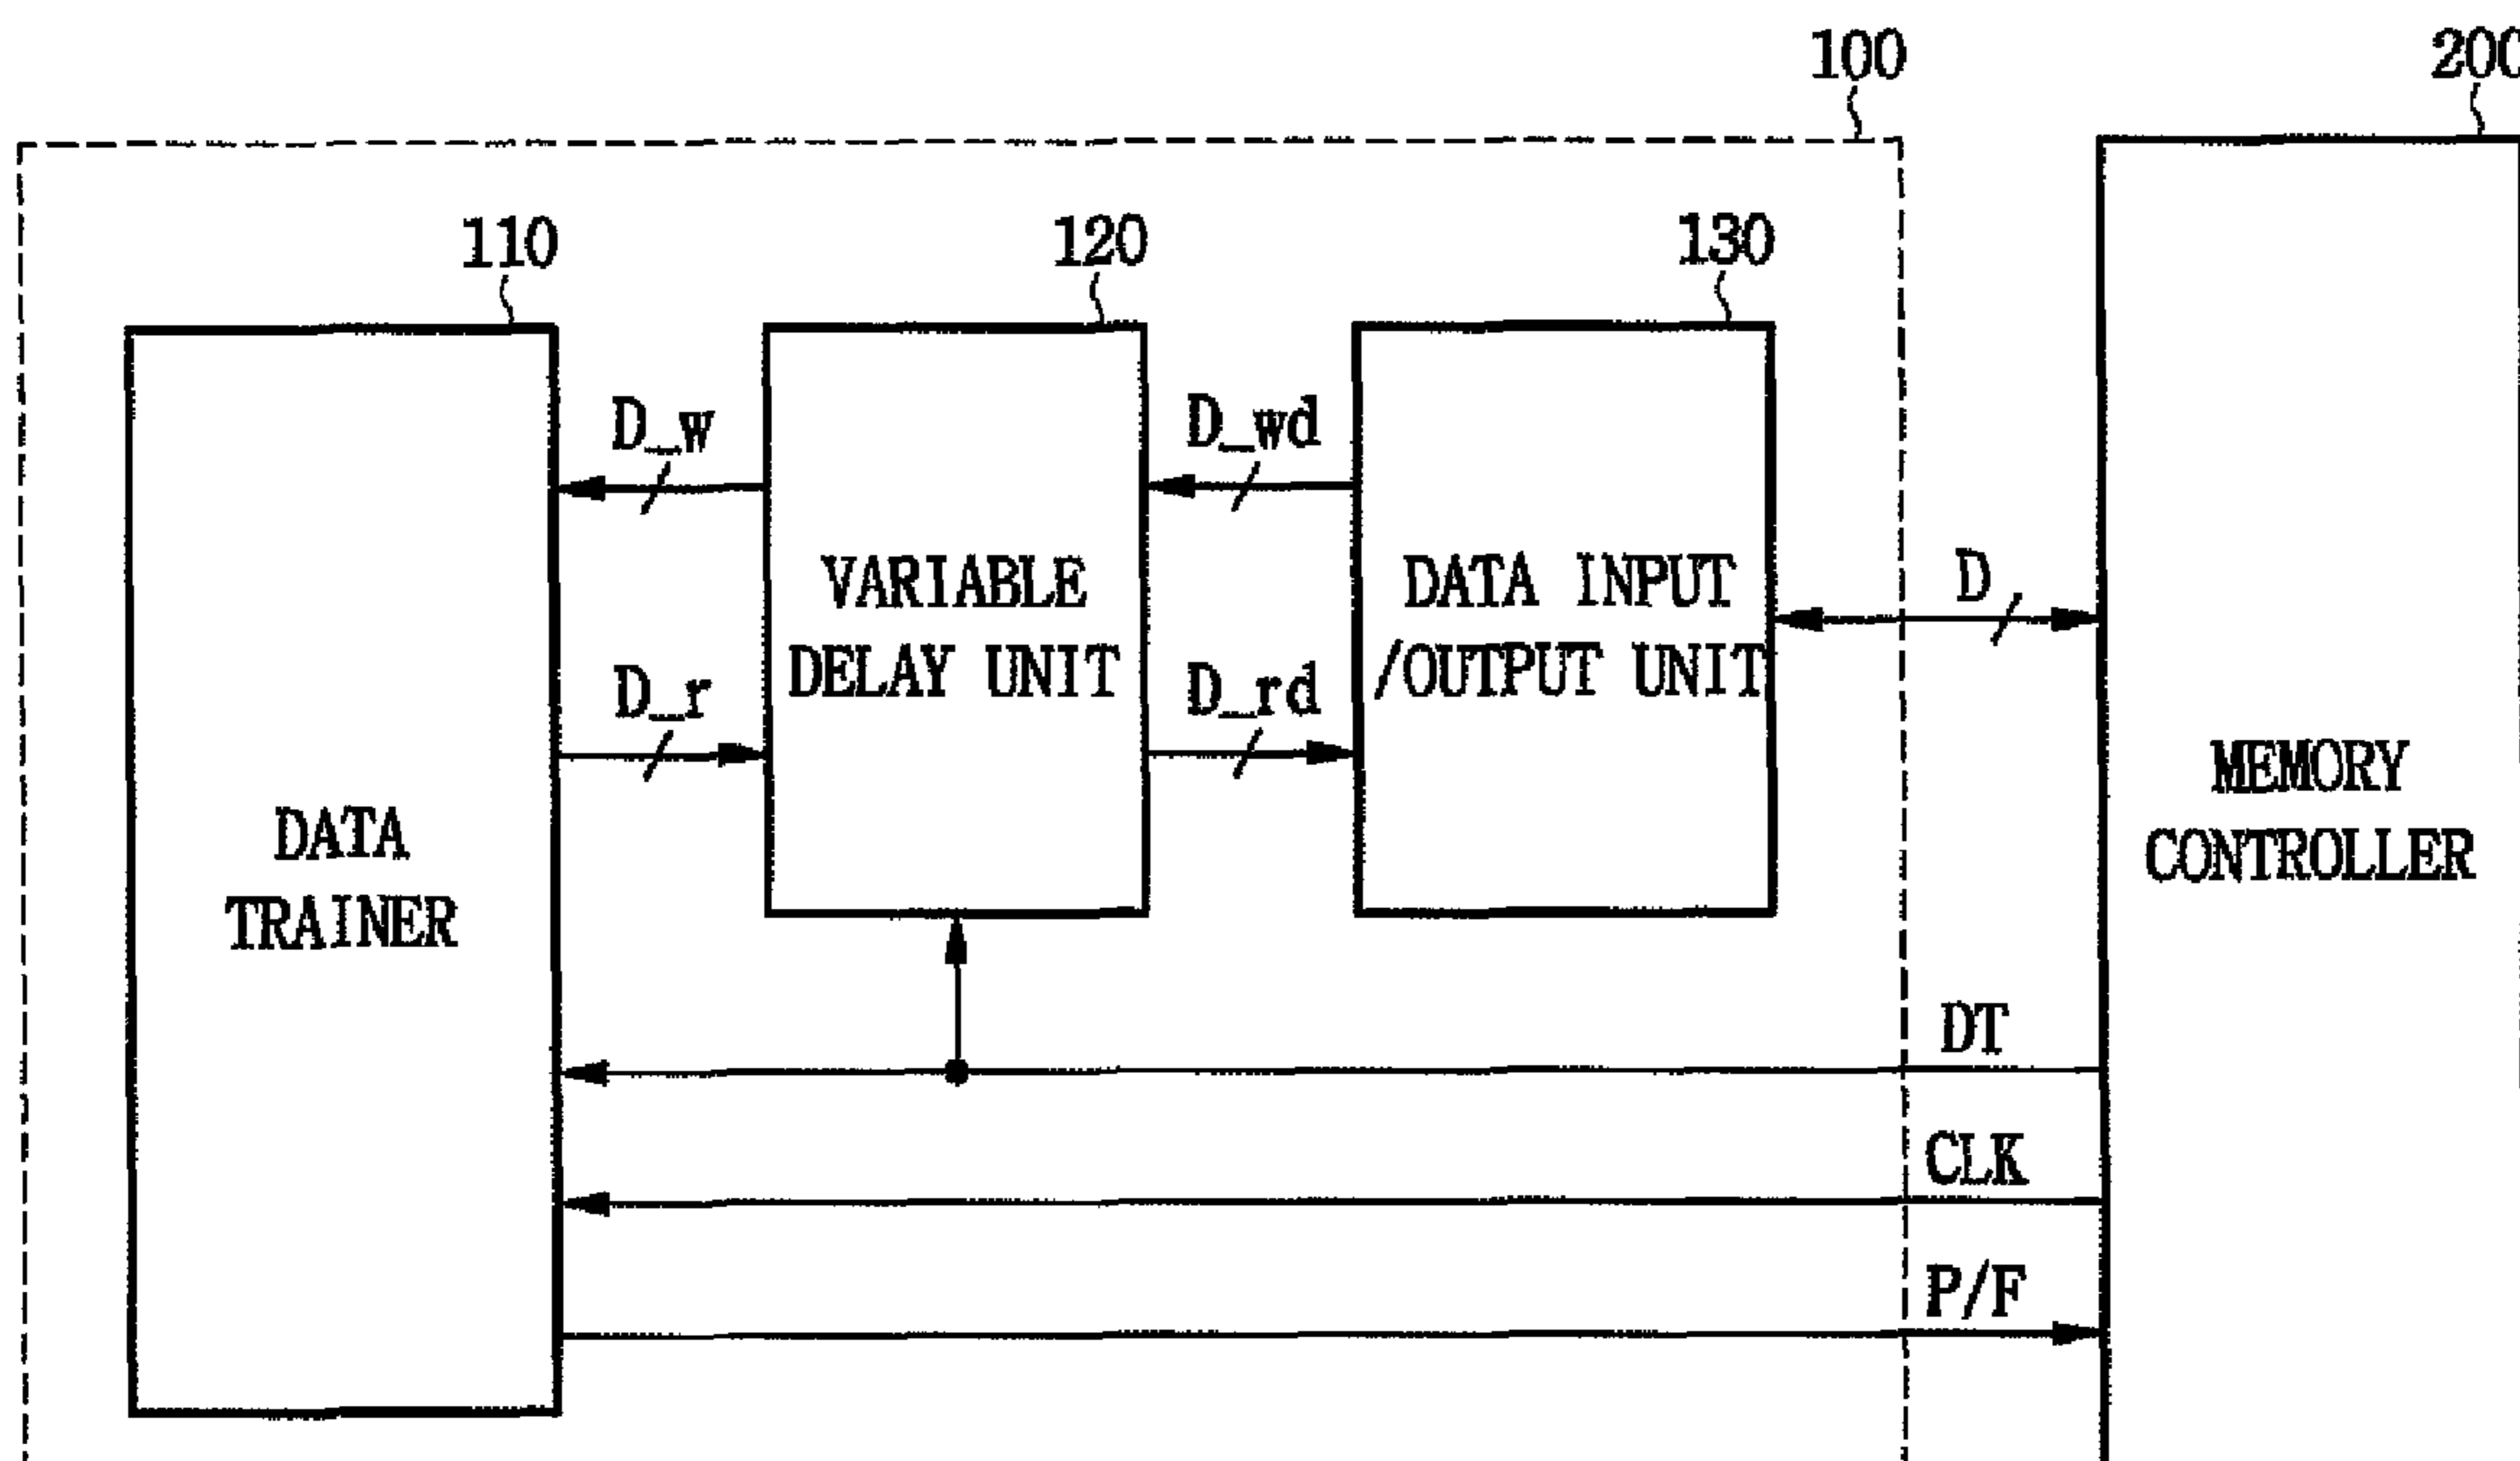 100
200
110
120
130
D_w
D_wd
VARIABLE
DELAY UNIT
DATA INPUT
/OUTPUT UNIT
D
D_r
D_rd
MEMORY
CONTROLLER
DATA
TRAINER
DT
CLK
P/F